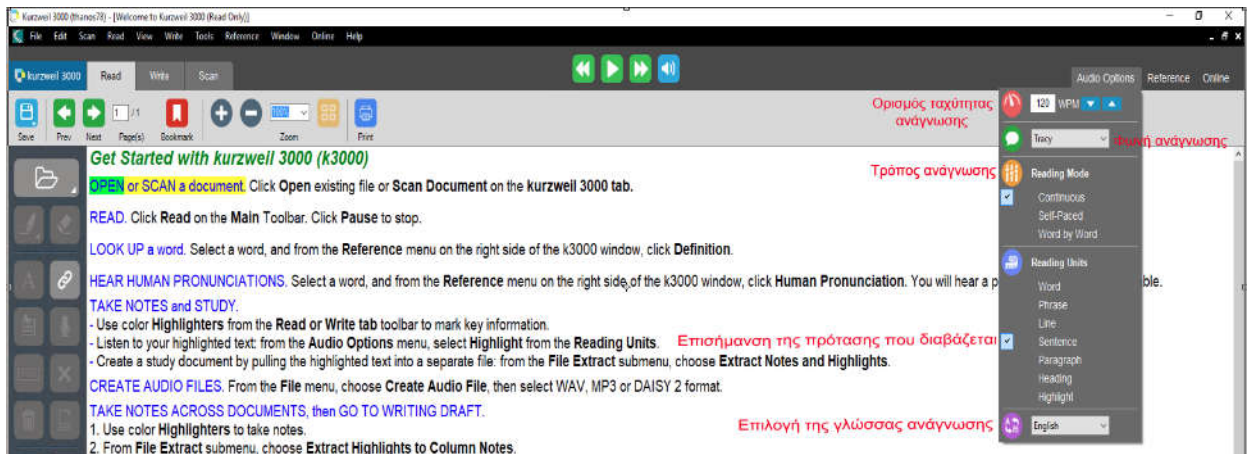 Kurzweil 3000 (thanos78) - [Welcome to Kurzweil 3000 (Read Only)]
File Edit Scan Read View Write Tools Reference Window Online Help
kurzweil 3000 Read Write Scan
Audio Options Reference Online
1 /1
100%
Save Prev Next Page(s) Bookmark Zoom Print
Ορισμός ταχύτητας
ανάγνωσης
120 WPM
Tracy
Φωνή ανάγνωσης
Τρόπος ανάγνωσης
Reading Mode
Continuous
Self-Paced
Word by Word
Reading Units
Word
Phrase
Line
Επισήμανση της πρότασης που διαβάζεται
Sentence
Paragraph
Heading
Highlight
Επιλογή της γλώσσας ανάγνωσης
English
Get Started with kurzweil 3000 (k3000)
OPEN or SCAN a document. Click Open existing file or Scan Document on the kurzweil 3000 tab.
READ. Click Read on the Main Toolbar. Click Pause to stop.
LOOK UP a word. Select a word, and from the Reference menu on the right side of the k3000 window, click Definition.
HEAR HUMAN PRONUNCIATIONS. Select a word, and from the Reference menu on the right side of the k3000 window, click Human Pronunciation. You will hear a p ble.
TAKE NOTES and STUDY.
- Use color Highlighters from the Read or Write tab toolbar to mark key information.
- Listen to your highlighted text: from the Audio Options menu, select Highlight from the Reading Units.
- Create a study document by pulling the highlighted text into a separate file: from the File Extract submenu, choose Extract Notes and Highlights.
CREATE AUDIO FILES. From the File menu, choose Create Audio File, then select WAV, MP3 or DAISY 2 format.
TAKE NOTES ACROSS DOCUMENTS, then GO TO WRITING DRAFT.
1. Use color Highlighters to take notes.
2. From File Extract submenu, choose Extract Highlights to Column Notes.